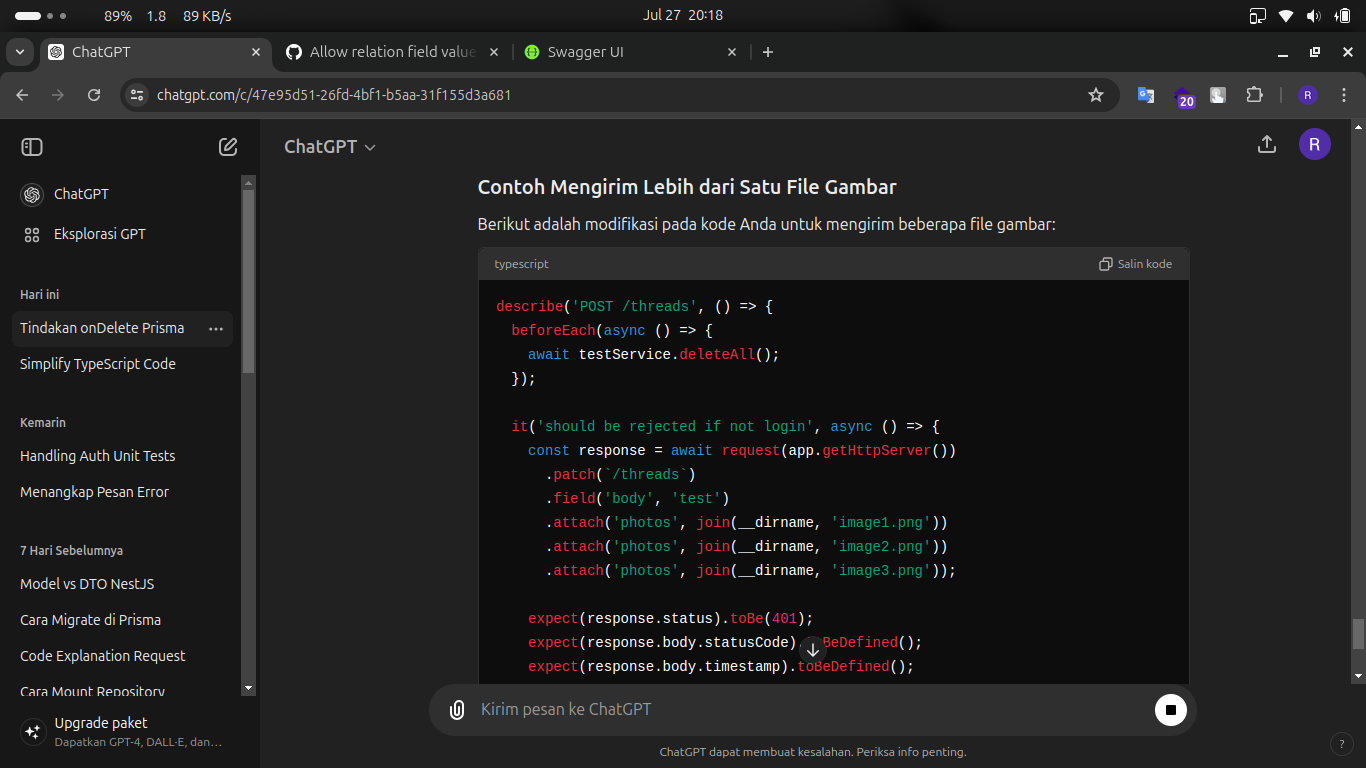 89% 1.8 89 KB/s
Jul 27 20:18
ChatGPT
Allow relation field value
Swagger UI
chatgpt.com/c/47e95d51-26fd-4bf1-b5aa-31f155d3a681
20
R
ChatGPT
Eksplorasi GPT
Hari ini
Tindakan onDelete Prisma
Simplify TypeScript Code
Kemarin
Handling Auth Unit Tests
Menangkap Pesan Error
7 Hari Sebelumnya
Model vs DTO NestJS
Cara Migrate di Prisma
Code Explanation Request
Cara Mount Repository
Upgrade paket
Dapatkan GPT-4, DALL·E, dan…
ChatGPT
R
Contoh Mengirim Lebih dari Satu File Gambar
Berikut adalah modifikasi pada kode Anda untuk mengirim beberapa file gambar:
typescript
Salin kode
describe('POST /threads', () => {
  beforeEach(async () => {
    await testService.deleteAll();
  });
  it('should be rejected if not login', async () => {
    const response = await request(app.getHttpServer())
      .patch(`/threads`)
      .field('body', 'test')
      .attach('photos', join(__dirname, 'image1.png'))
      .attach('photos', join(__dirname, 'image2.png'))
      .attach('photos', join(__dirname, 'image3.png'));
    expect(response.status).toBe(401);
    expect(response.body.statusCode).toBeDefined();
    expect(response.body.timestamp).toBeDefined();
Kirim pesan ke ChatGPT
ChatGPT dapat membuat kesalahan. Periksa info penting.
?